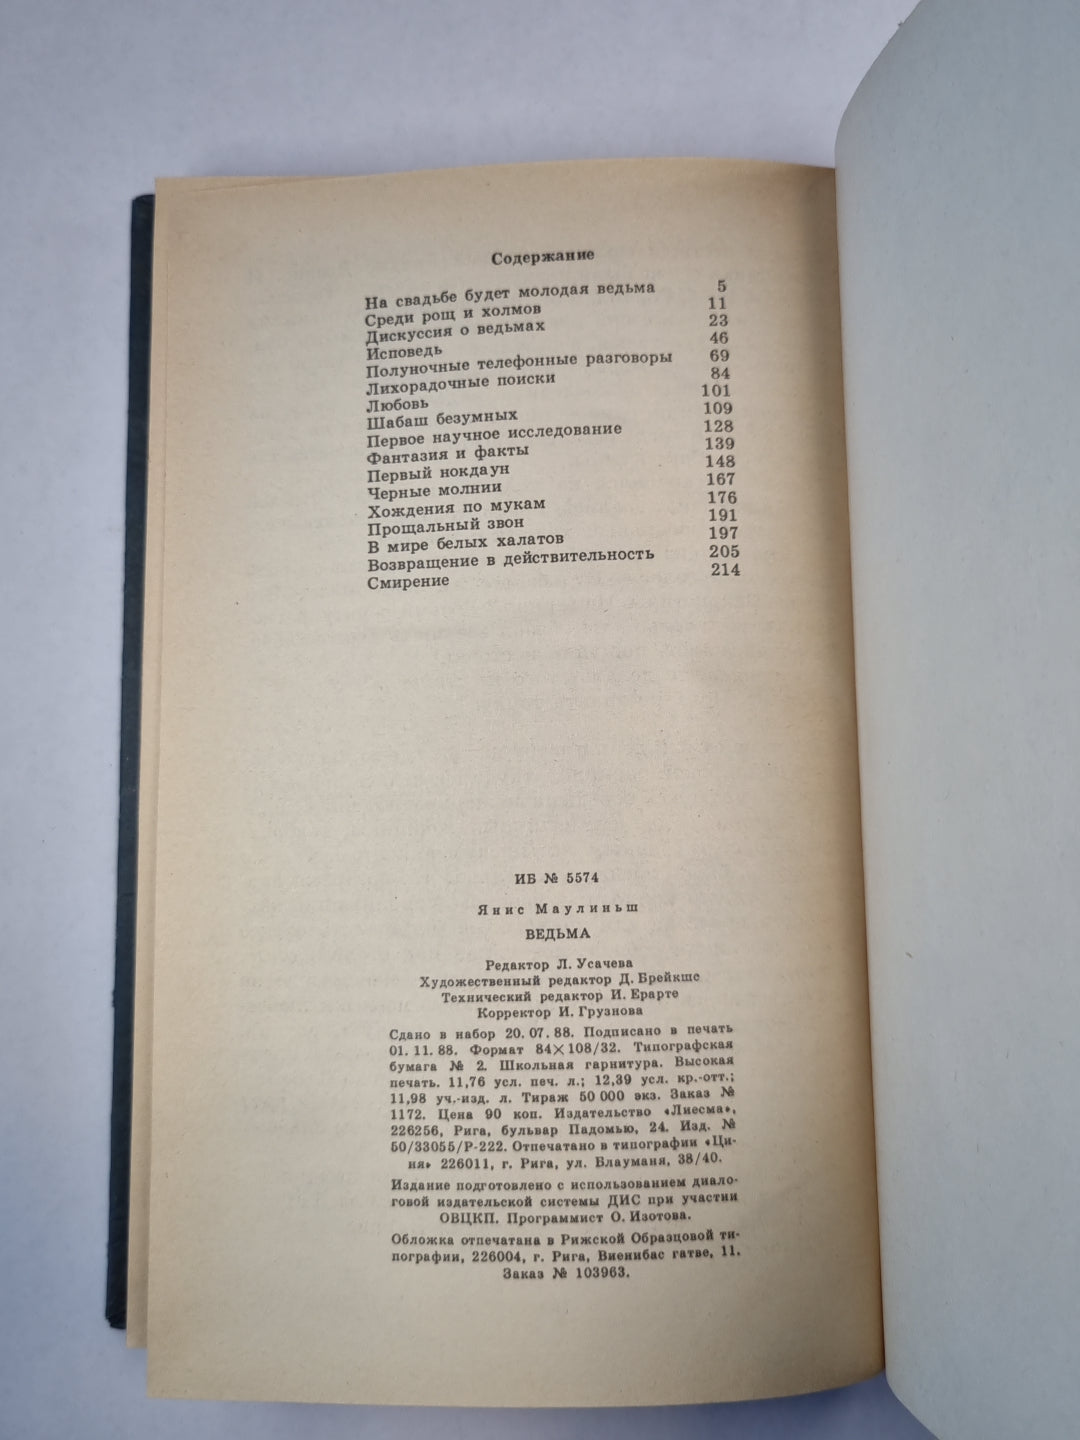 Содержание
На свадьбе будет молодая ведьма 5
Среди рощ и холмов 11
Дискуссия о ведьмах 23
Исповедь 46
Полуночные телефонные разговоры 69
Лихорадочные поиски 84
Любовь 101
Шабаш безумных 109
Первое научное исследование 128
Фантазия и факты 139
Первый нокдаун 148
Черные молнии 167
Хождения по мукам 176
Прощальный звон 191
В мире белых халатов 197
Возвращение в действительность 205
Смирение 214
ИБ № 5574
Янис Маулиньш
ВЕДЬМА
Редактор Л. Усачева
Художественный редактор Д. Брейкшс
Технический редактор И. Ерарте
Корректор И. Грузнова
Сдано в набор 20.07.88. Подписано в печать
01.11.88. Формат 84×108/32. Типографская
бумага № 2. Школьная гарнитура. Высокая
печать. 11,76 усл. печ. л.; 12,39 усл. кр.-отт.;
11,98 уч.-изд. л. Тираж 50 000 экз. Заказ №
1172. Цена 90 коп. Издательство «Лиесма»,
226256, Рига, бульвар Падомью, 24. Изд. №
50/33055/Р-222. Отпечатано в типографии «Ци-
ня» 226011, г. Рига, ул. Блауманя, 38/40.
Издание подготовлено с использованием диало-
говой издательской системы ДИС при участии
ОВЦКП. Программист О. Изотова.
Обложка отпечатана в Рижской Образцовой ти-
пографии, 226004, г. Рига, Виенибас гатве, 11.
Заказ № 103963.